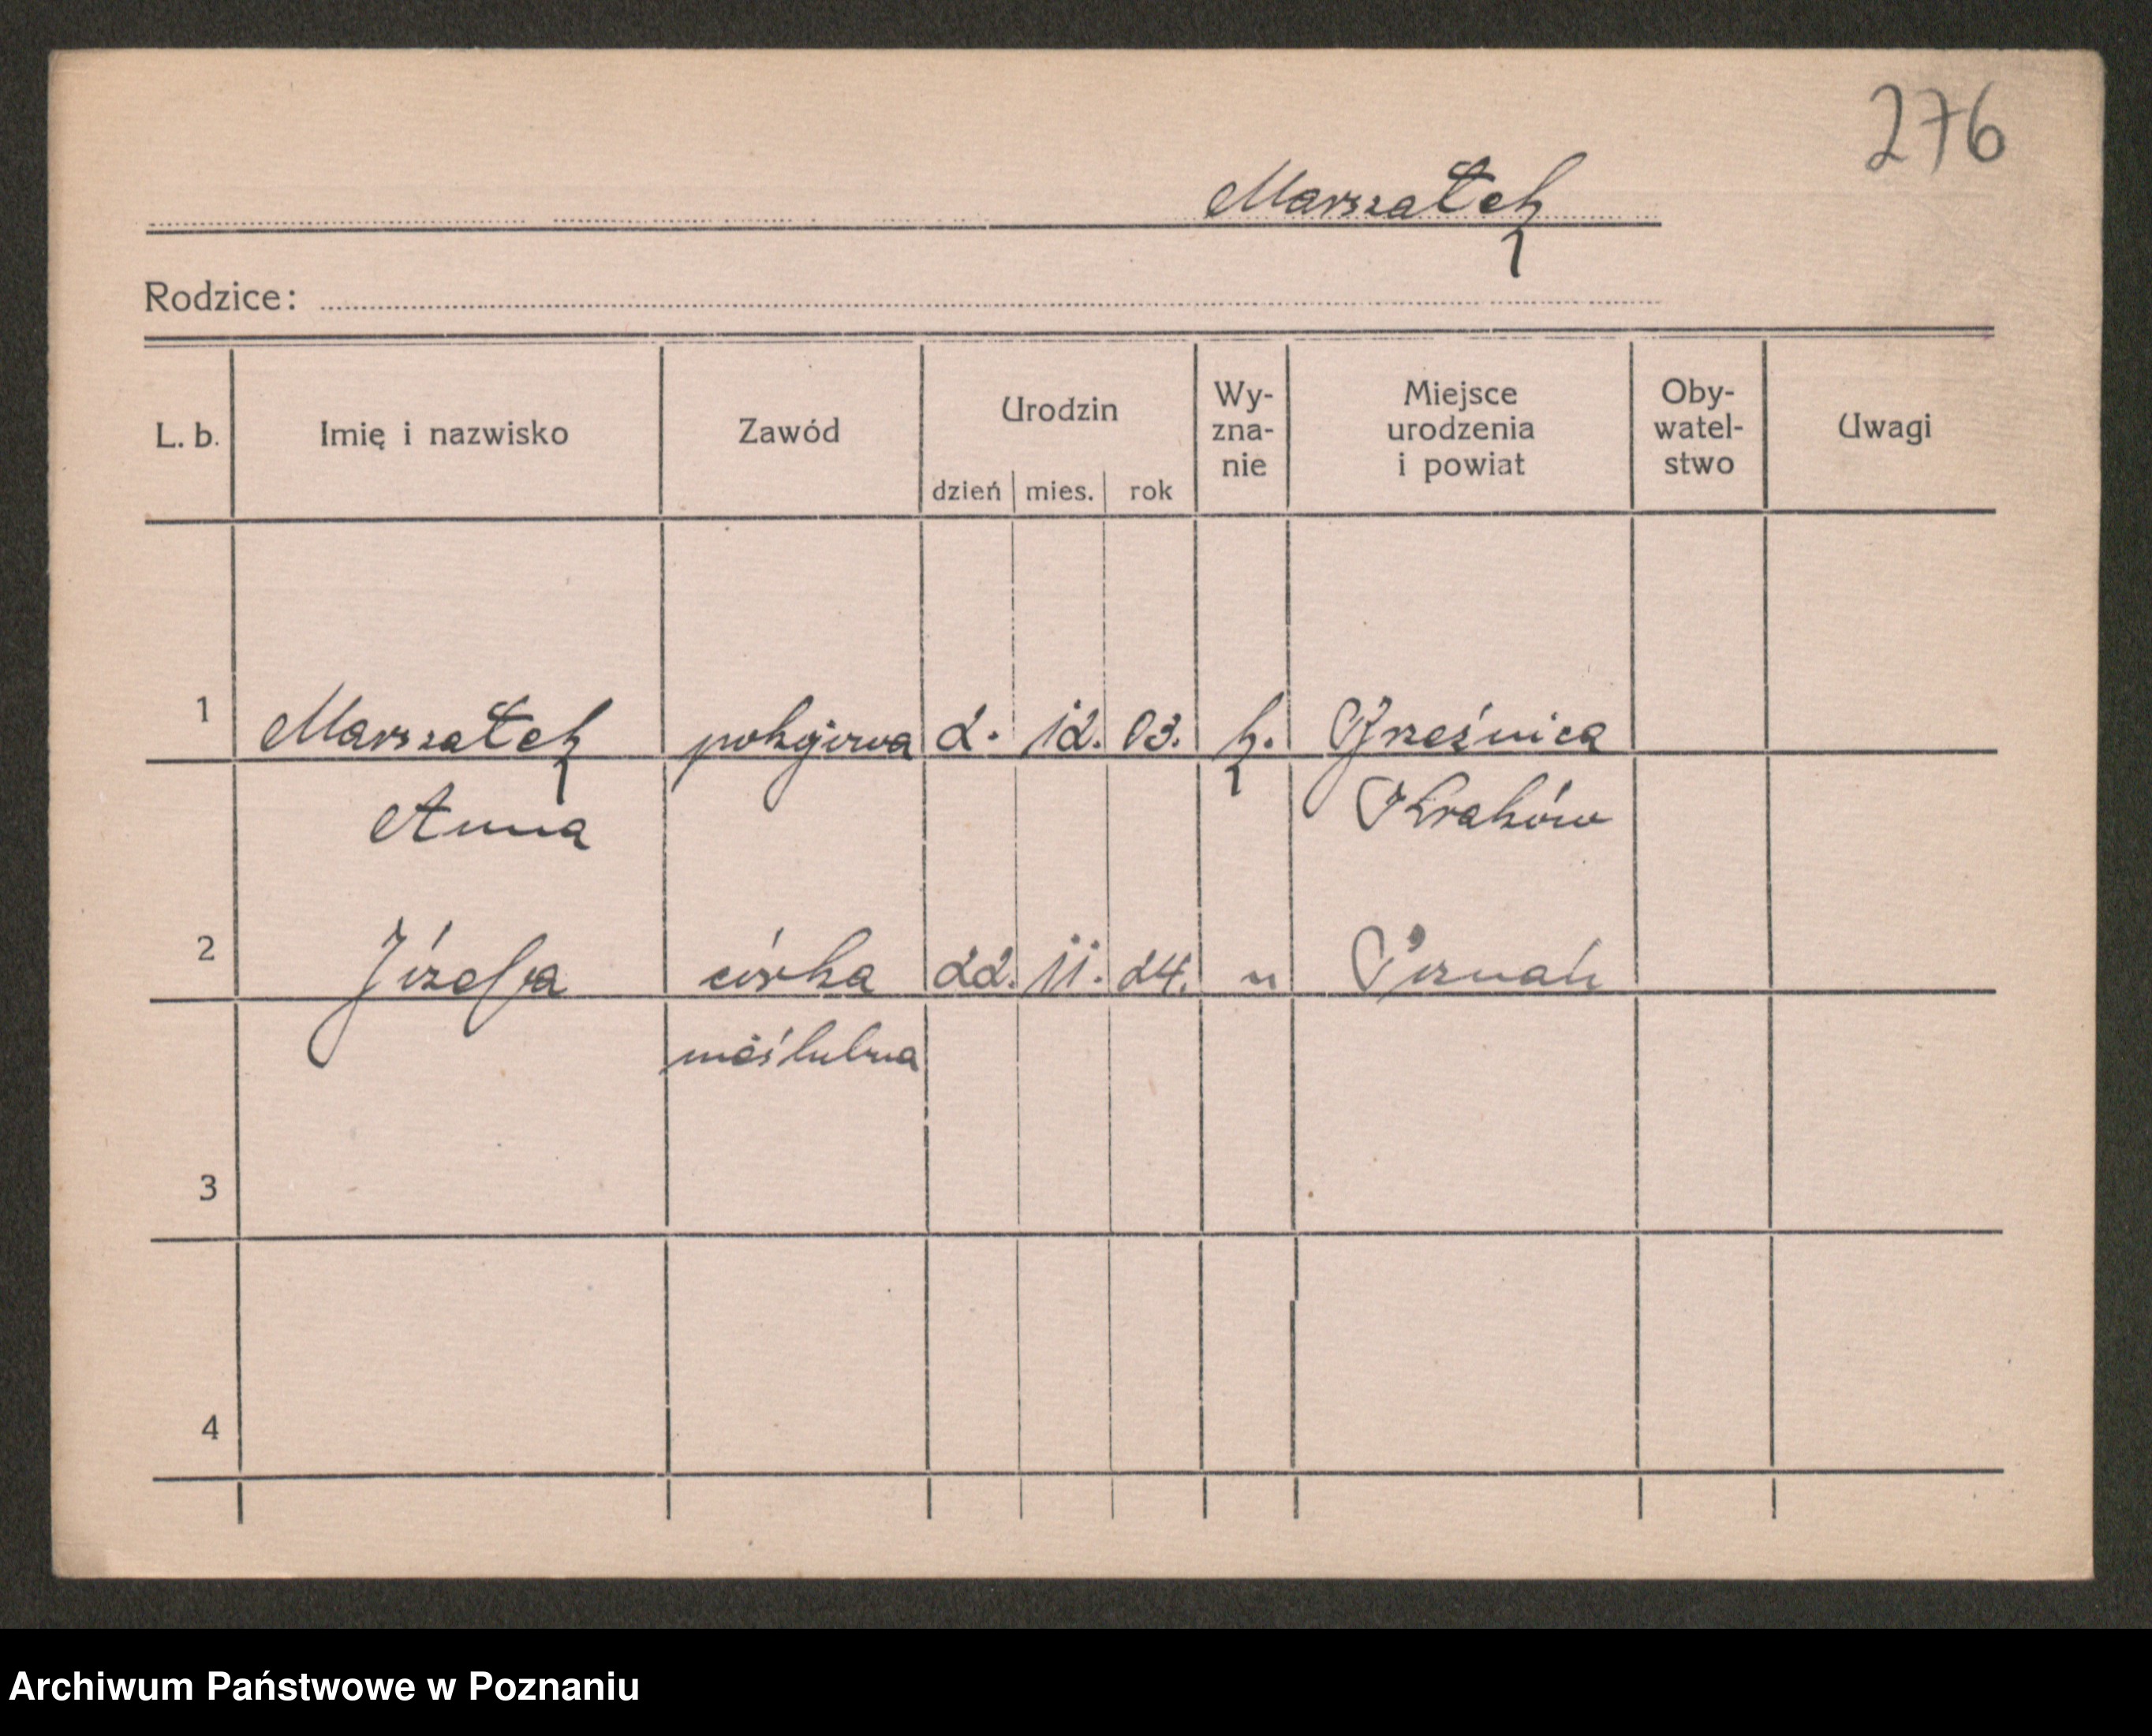 276
Marszałek
Rodzice:
L. b. Imię i nazwisko Zawód Urodzin dzień mies. rok Wy-zna-nie Miejsce urodzenia i powiat Oby-watel-stwo Uwagi
1 Marszałek pokojowa 2. 12. 03. k.
Anna Kraków
2 Józefa córka 22. 11. 24. " Poznań
nieślubna
3
4
Archiwum Państwowe w Poznaniu